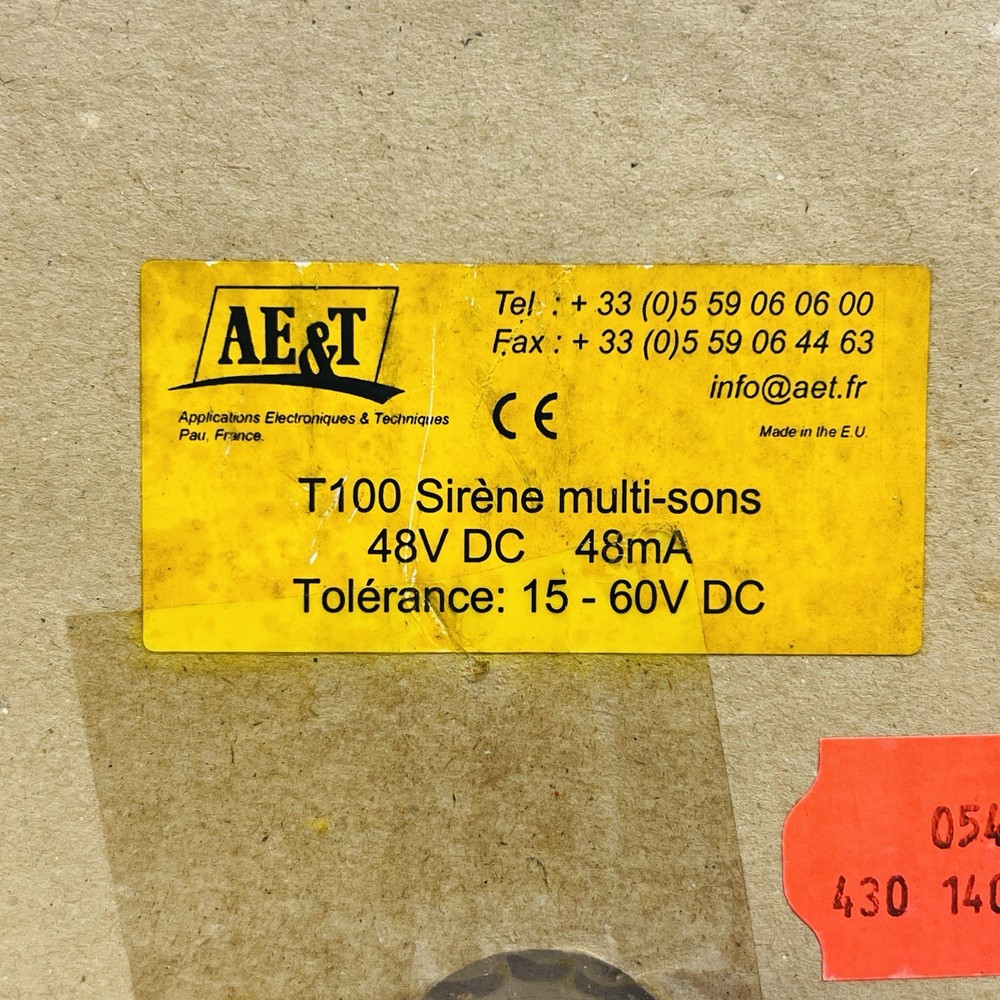 AE&T
Applications Electroniques & Techniques
Pau, France.
Tel : + 33 (0)5 59 06 06 00
Fax : + 33 (0)5 59 06 44 63
info@aet.fr
CE
Made in the E.U.
T100 Sirène multi-sons
48V DC 48mA
Tolérance: 15 - 60V DC
054
430 140